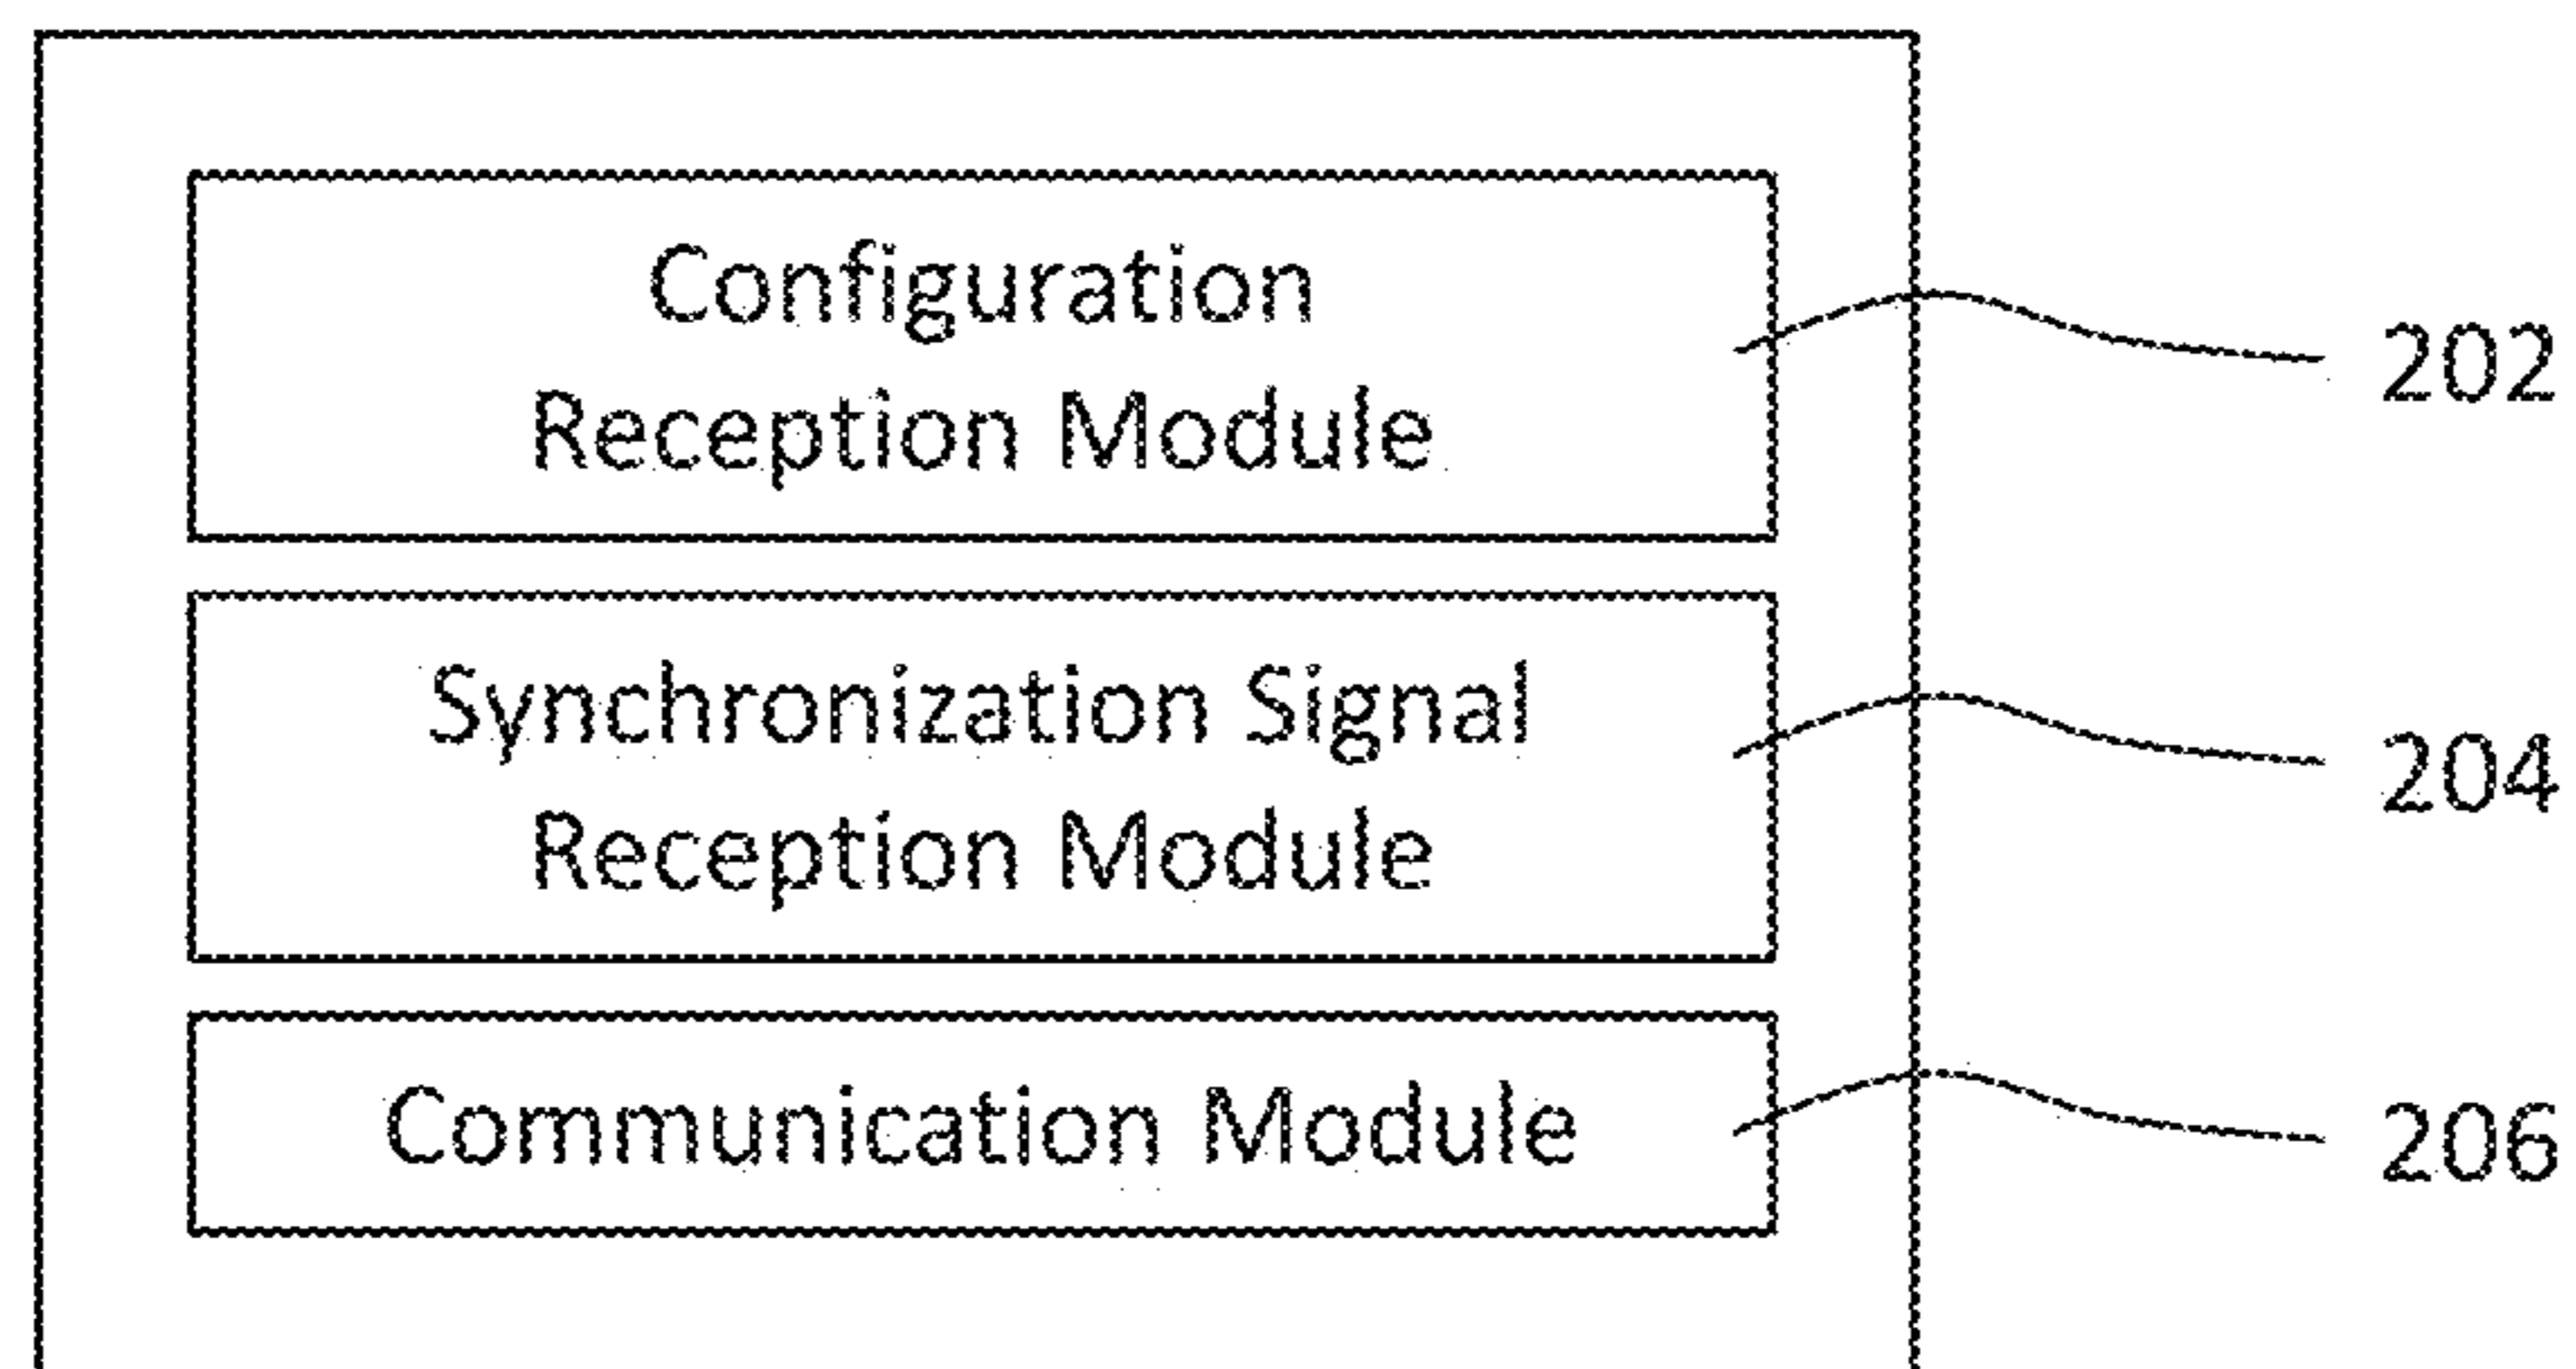 Configuration
Reception Module
202
Synchronization Signal
Reception Module
204
Communication Module
206